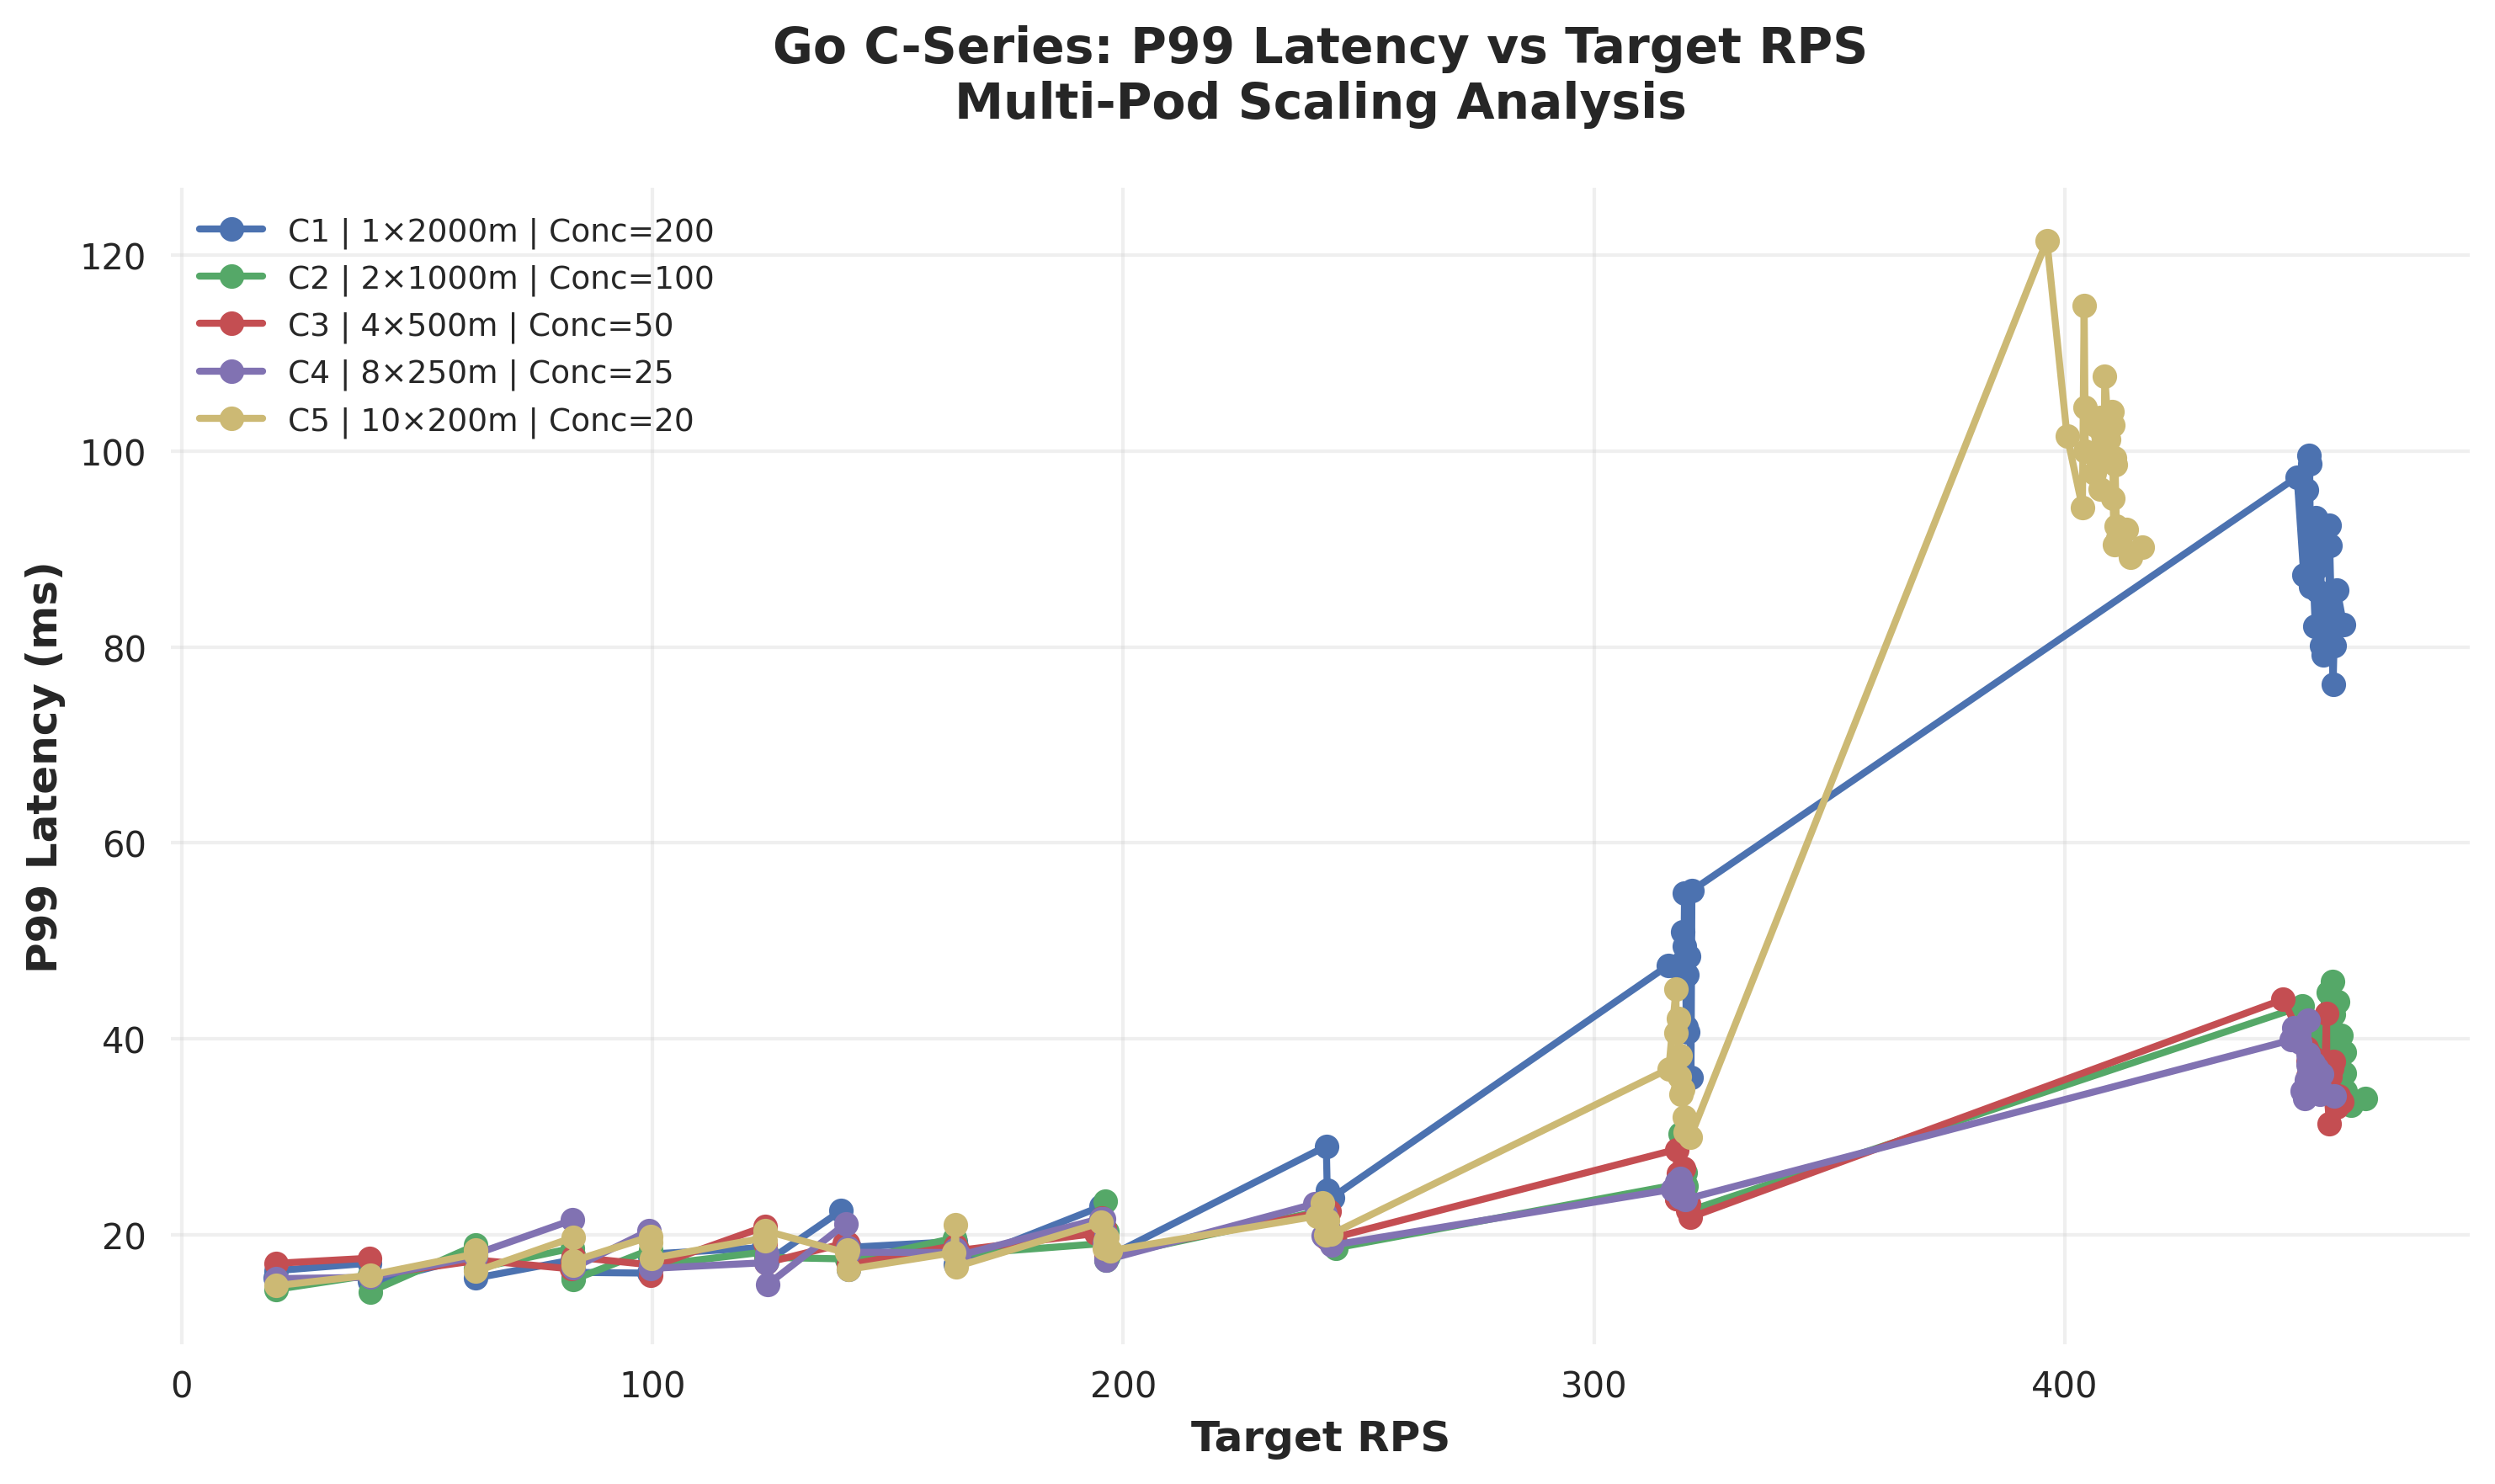 Go C-Series: P99 Latency vs Target RPS
Multi-Pod Scaling Analysis
C1 | 1×2000m | Conc=200
C2 | 2×1000m | Conc=100
C3 | 4×500m | Conc=50
C4 | 8×250m | Conc=25
C5 | 10×200m | Conc=20
P99 Latency (ms)
120
100
80
60
40
20
0 100 200 300 400
Target RPS